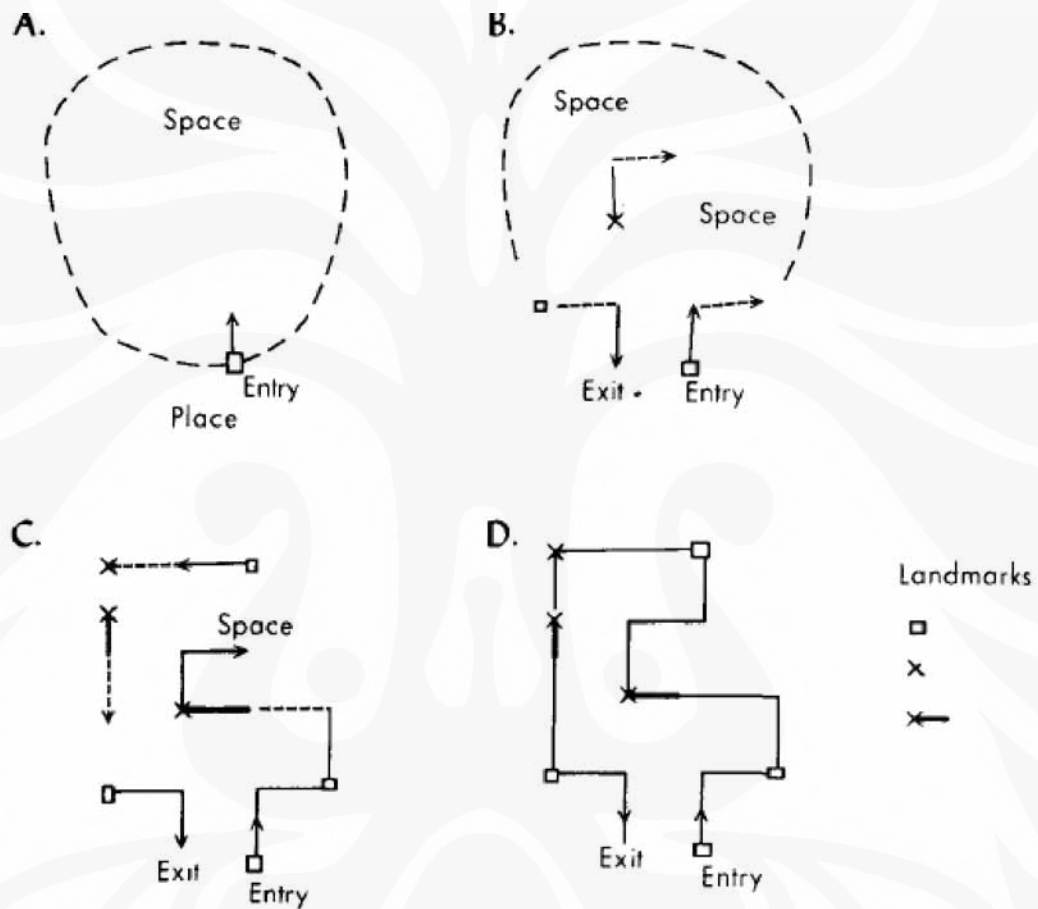 A.
Space
Entry
Place
B.
Space
Space
Exit
Entry
C.
Space
Exit
Entry
D.
Exit
Entry
Landmarks